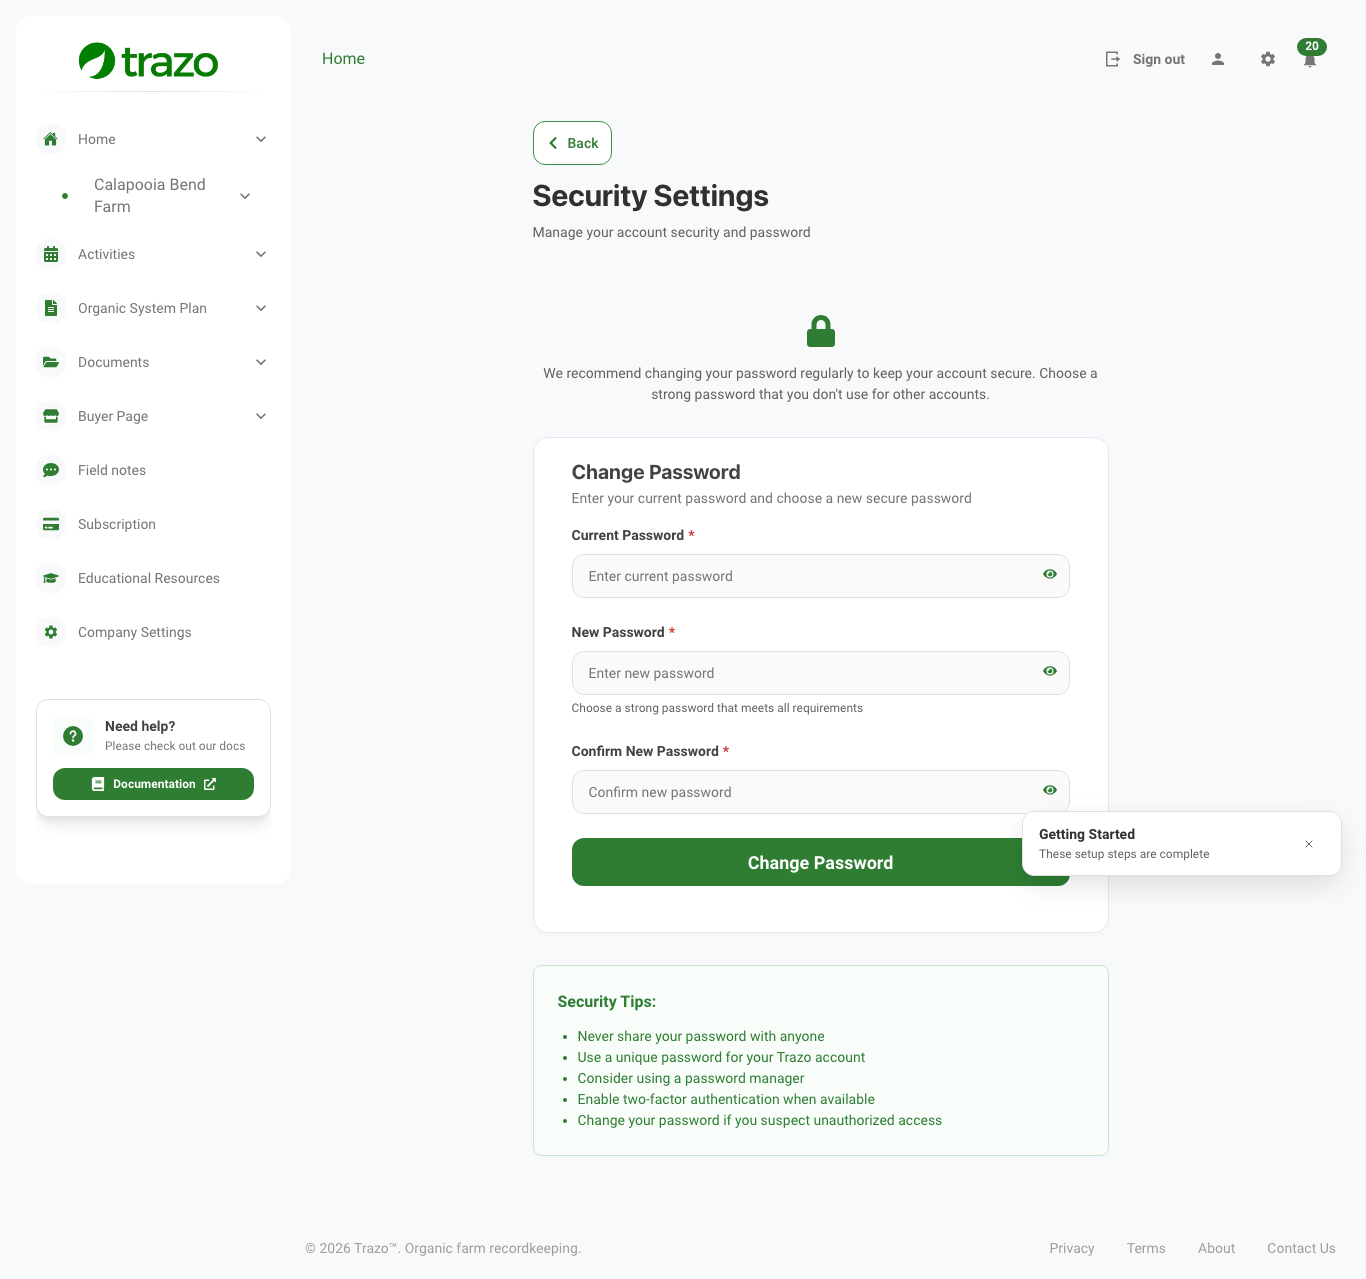 trazo
Home
Calapooia Bend
Farm
Activities
Organic System Plan
Documents
Buyer Page
Field notes
Subscription
Educational Resources
Company Settings
Need help?
Please check out our docs
Documentation
Home
Sign out
20
Back
Security Settings
Manage your account security and password
We recommend changing your password regularly to keep your account secure. Choose a
strong password that you don't use for other accounts.
Change Password
Enter your current password and choose a new secure password
Current Password *
Enter current password
New Password *
Enter new password
Choose a strong password that meets all requirements
Confirm New Password *
Confirm new password
Change Password
Getting Started
These setup steps are complete
Security Tips:
• Never share your password with anyone
• Use a unique password for your Trazo account
• Consider using a password manager
• Enable two-factor authentication when available
• Change your password if you suspect unauthorized access
© 2026 Trazo™. Organic farm recordkeeping.
Privacy
Terms
About
Contact Us